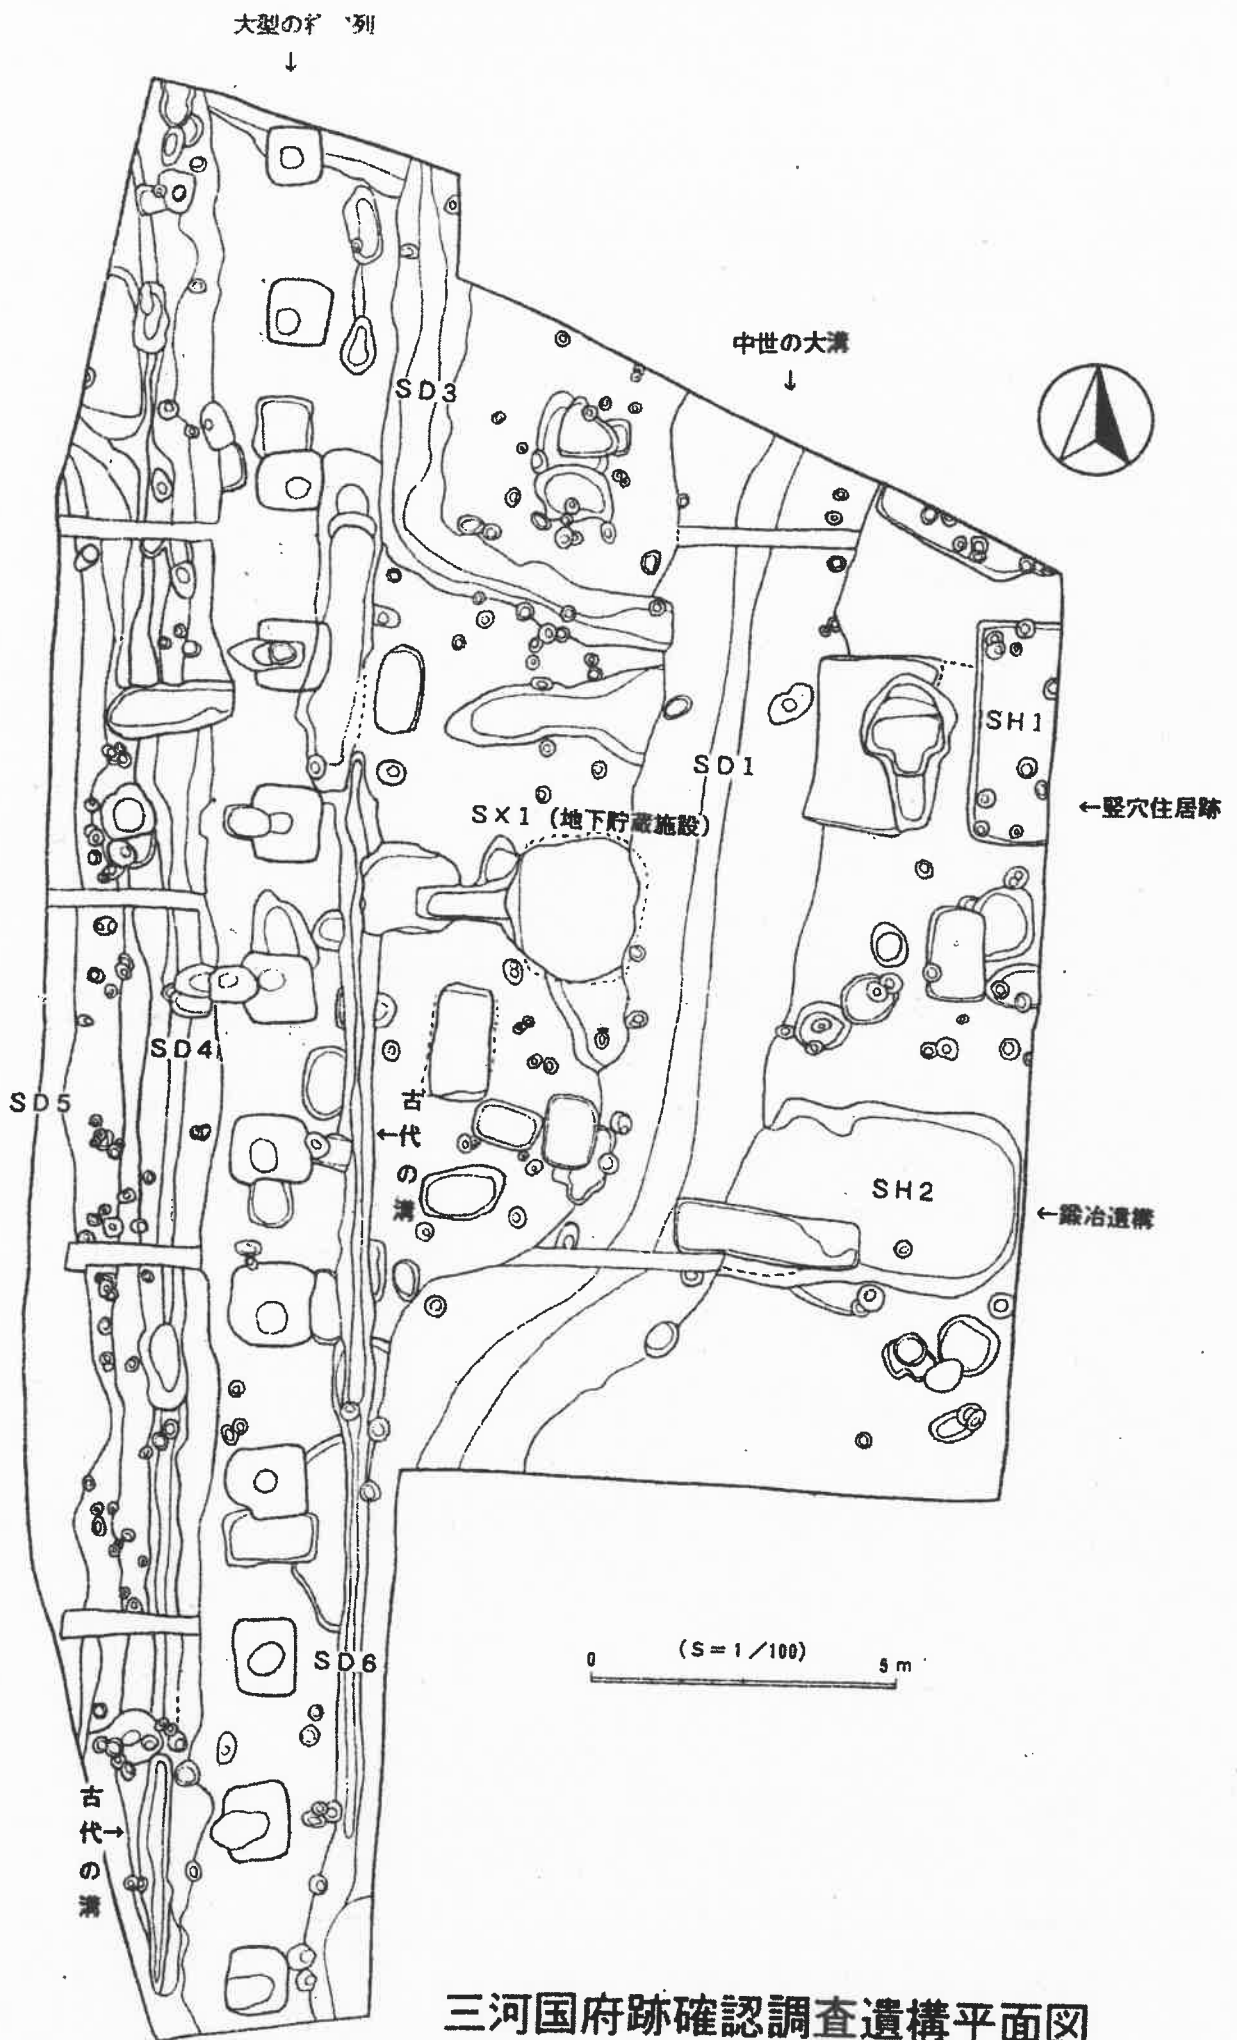 大型の 列
↓
中世の大溝
↓
SD3
SH1
SD1
←竪穴住居跡
SX1(地下貯蔵施設)
SD4
SD5
←古代の溝
SH2
←鍛冶遺構
(S=1/100)
0 5m
SD6
古代の溝→
三河国府跡確認調査遺構平面図